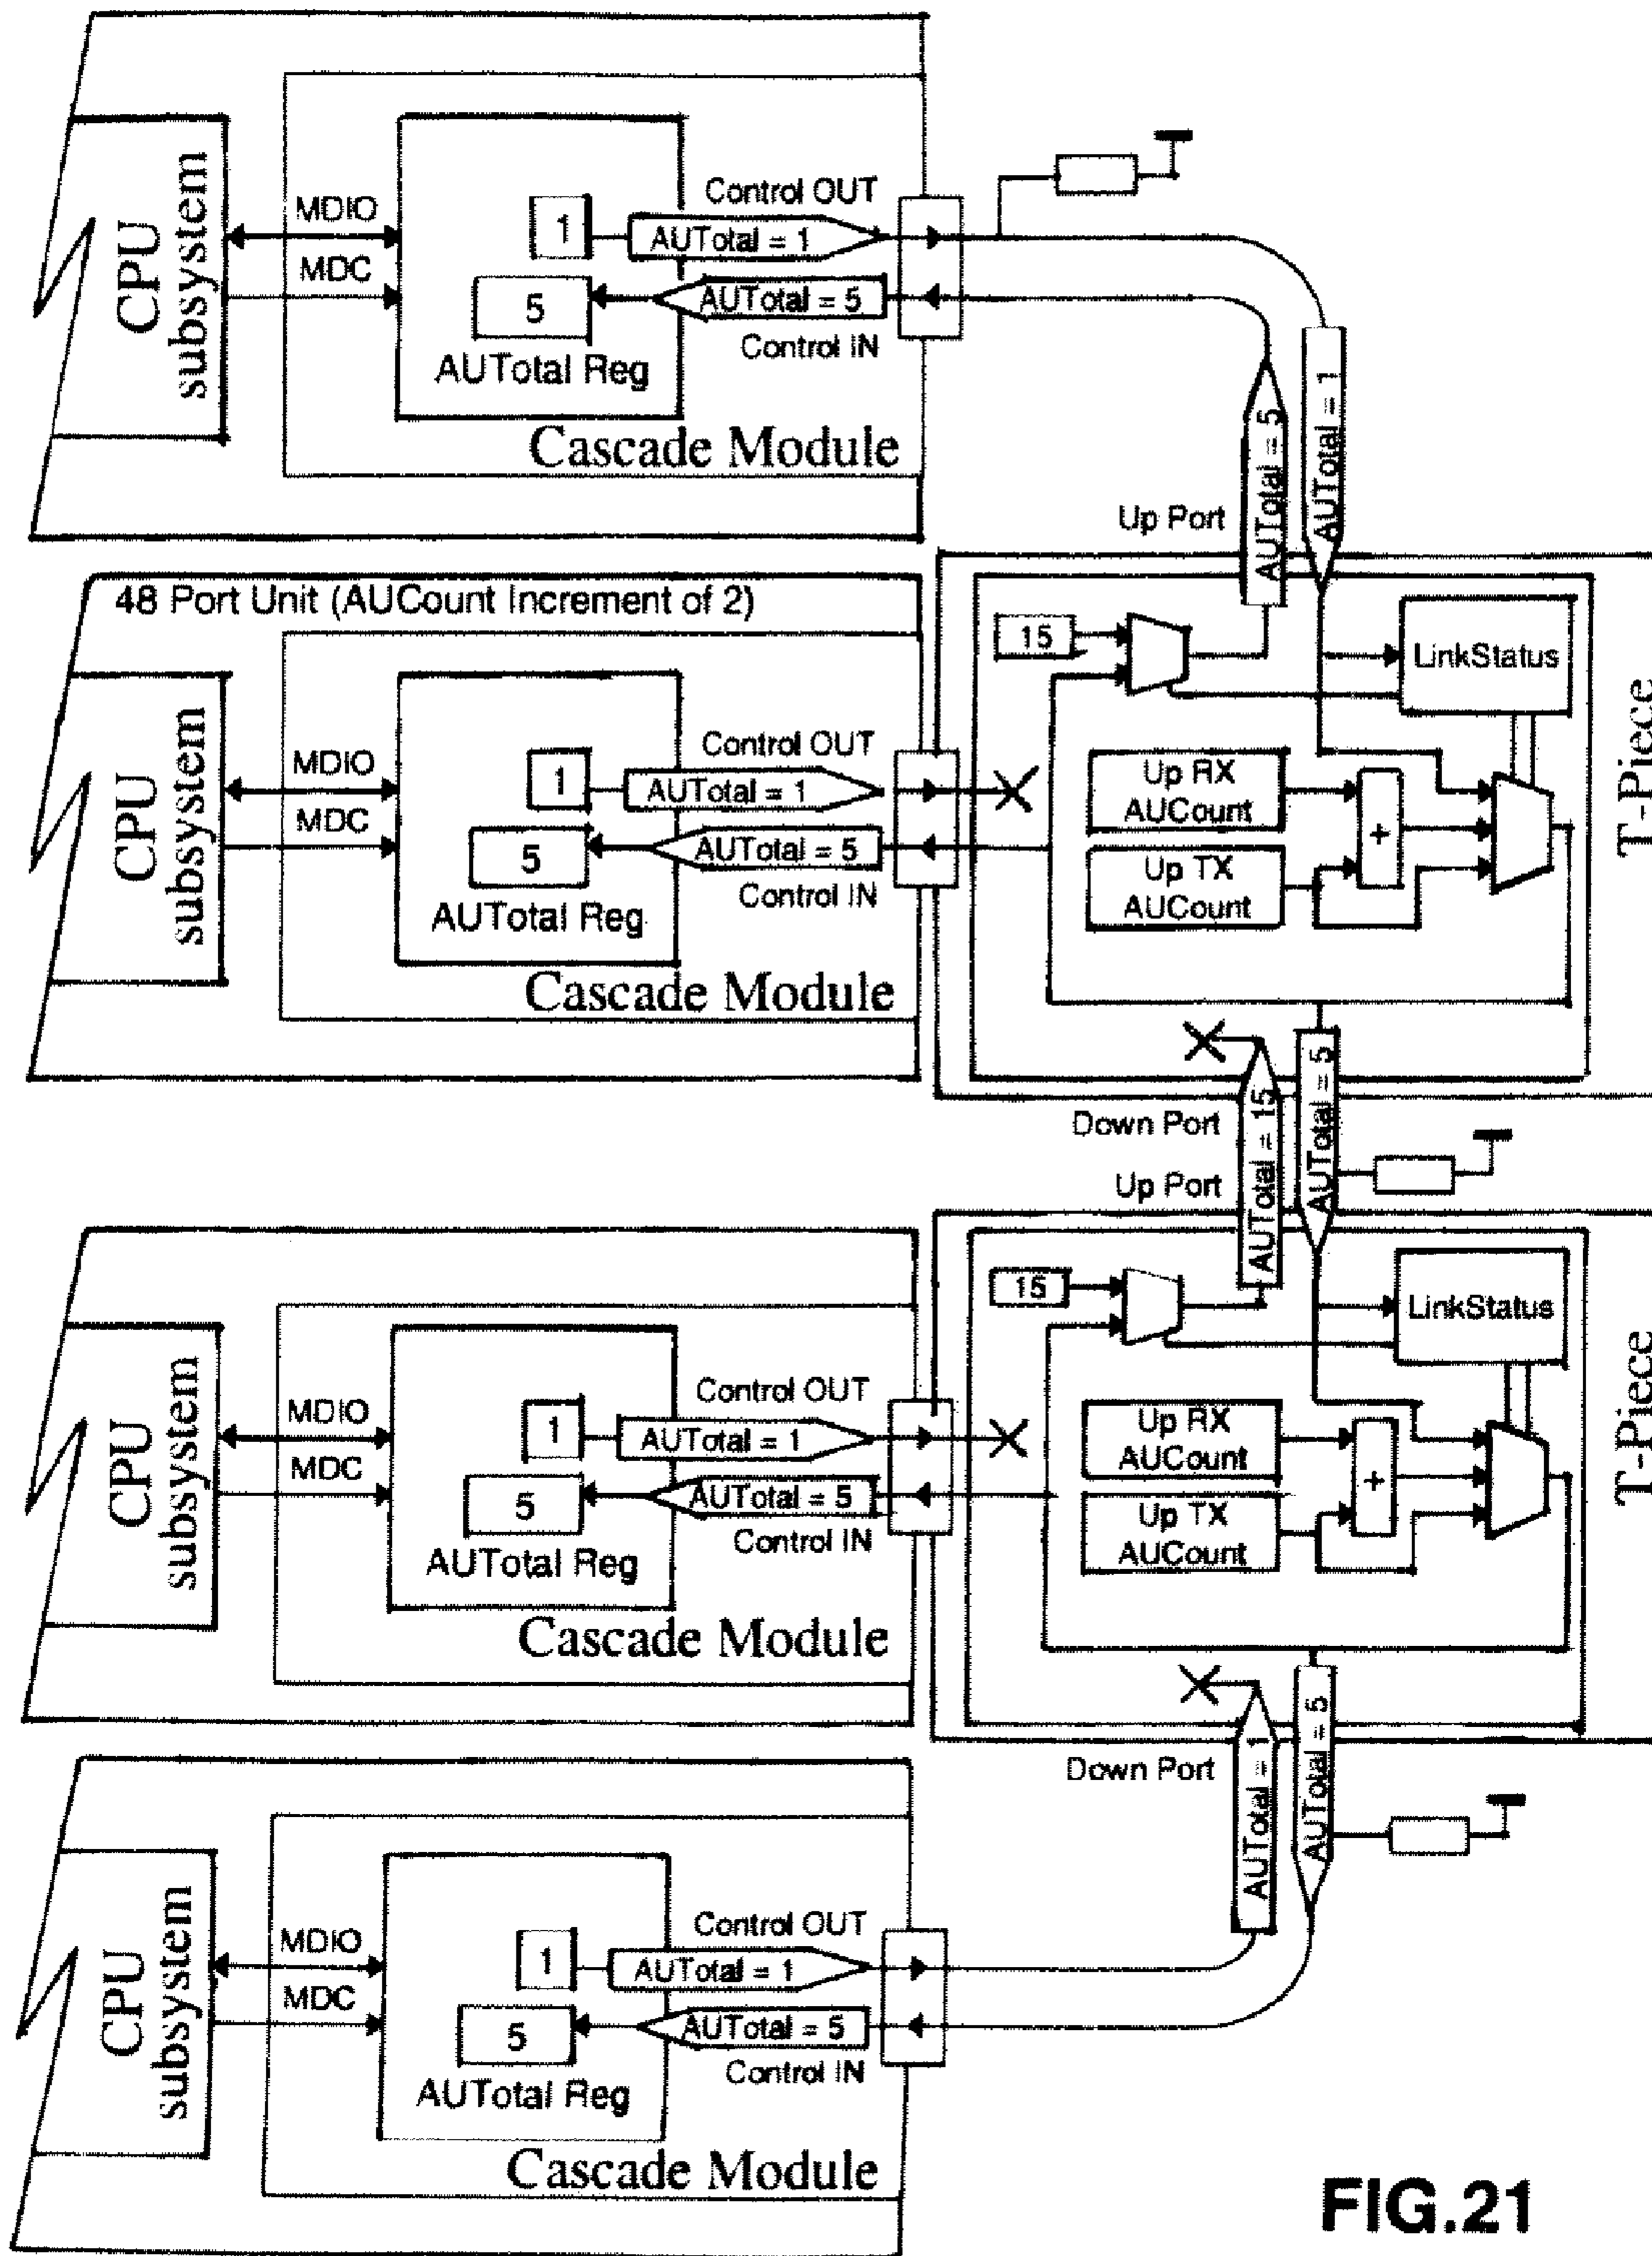 CPU
subsystem
MDIO
MDC
1
Control OUT
AUTotal = 1
5
AUTotal = 5
Control IN
AUTotal Reg
Cascade Module
Up Port
AUTotal = 5
AUTotal = 1
48 Port Unit (AUCount Increment of 2)
CPU
subsystem
MDIO
MDC
1
Control OUT
AUTotal = 1
5
AUTotal = 5
Control IN
AUTotal Reg
Cascade Module
15
LinkStatus
Up RX
AUCount
+
Up TX
AUCount
T-Piece
Down Port
AUTotal = 15
AUTotal = 5
Up Port
CPU
subsystem
MDIO
MDC
1
Control OUT
AUTotal = 1
5
AUTotal = 5
Control IN
AUTotal Reg
Cascade Module
15
LinkStatus
Up RX
AUCount
+
Up TX
AUCount
T-Piece
Down Port
AUTotal = 1
AUTotal = 5
CPU
subsystem
MDIO
MDC
1
Control OUT
AUTotal = 1
5
AUTotal = 5
Control IN
AUTotal Reg
Cascade Module
FIG.21